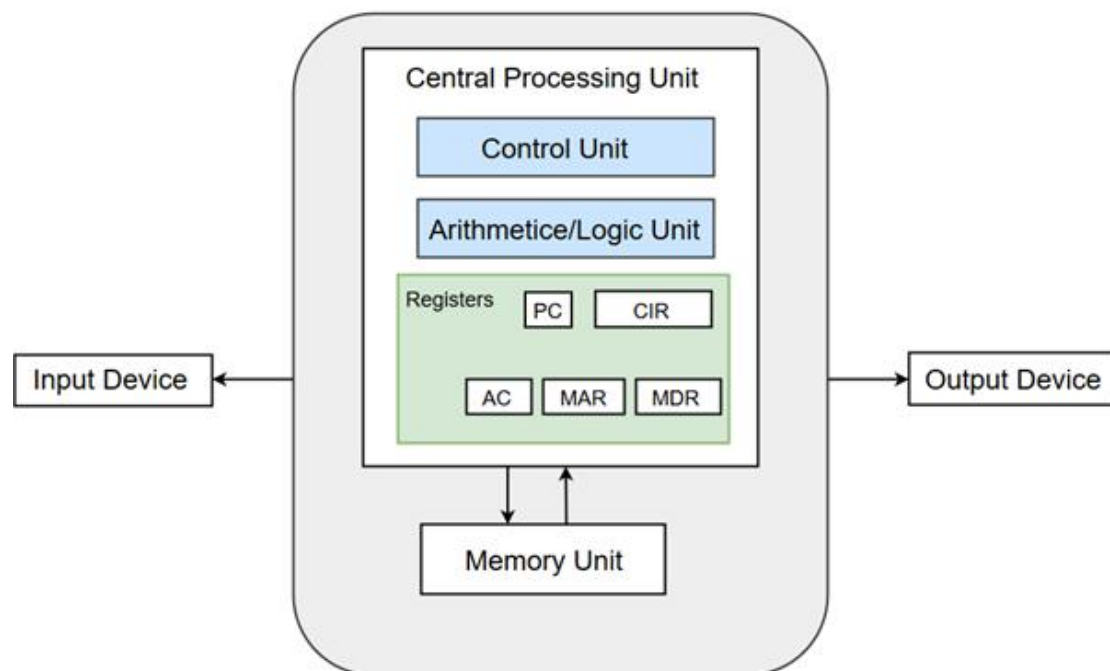 Central Processing Unit
Control Unit
Arithmetice/Logic Unit
Registers
PC
CIR
AC
MAR
MDR
Input Device
Output Device
Memory Unit